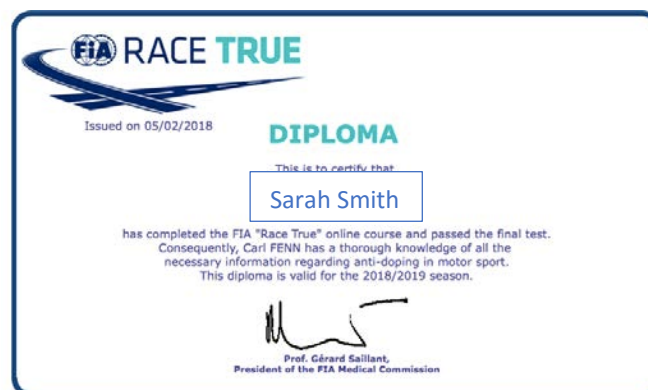 FiA RACE TRUE
Issued on 05/02/2018
DIPLOMA
This is to certify that
Sarah Smith
has completed the FIA "Race True" online course and passed the final test.
Consequently, Carl FENN has a thorough knowledge of all the
necessary information regarding anti-doping in motor sport.
This diploma is valid for the 2018/2019 season.
Prof. Gérard Saillant,
President of the FIA Medical Commission